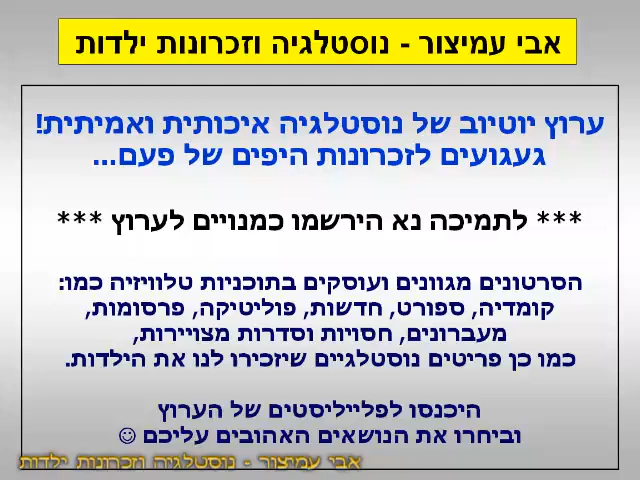 אבי עמיצור - נוסטלגיה וזכרונות ילדות
ערוץ יוטיוב של נוסטלגיה איכותית ואמיתית!
געגועים לזכרונות היפים של פעם...
*** לתמיכה נא הירשמו כמנויים לערוץ ***
הסרטונים מגוונים ועוסקים בתוכניות טלוויזיה כמו:
קומדיה, ספורט, חדשות, פוליטיקה, פרסומות,
מעברונים, חסויות וסדרות מצויירות,
כמו כן פריטים נוסטלגיים שיזכירו לנו את הילדות.
היכנסו לפלייליסטים של הערוץ
וביחרו את הנושאים האהובים עליכם ☺
אבי עמיצור - נוסטלגיה וזכרונות ילדות